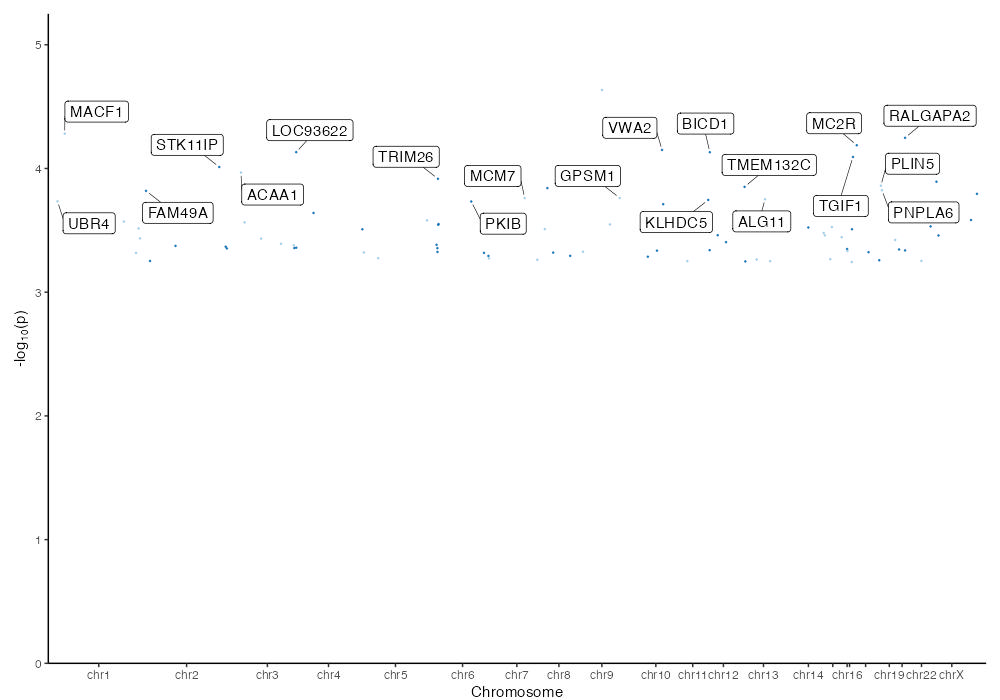 5
MACF1
RALGAPA2
VWA2
BICD1
MC2R
LOC93622
STK11IP
TRIM26
4
TMEM132C
PLIN5
MCM7
GPSM1
ACAA1
TGIF1
FAM49A
PNPLA6
UBR4
PKIB
KLHDC5
ALG11
3
-log10(p)
2
1
0
chr1 chr2 chr3 chr4 chr5 chr6 chr7 chr8 chr9 chr10 chr11 chr12 chr13 chr14 chr16 chr19 chr22 chrX
Chromosome